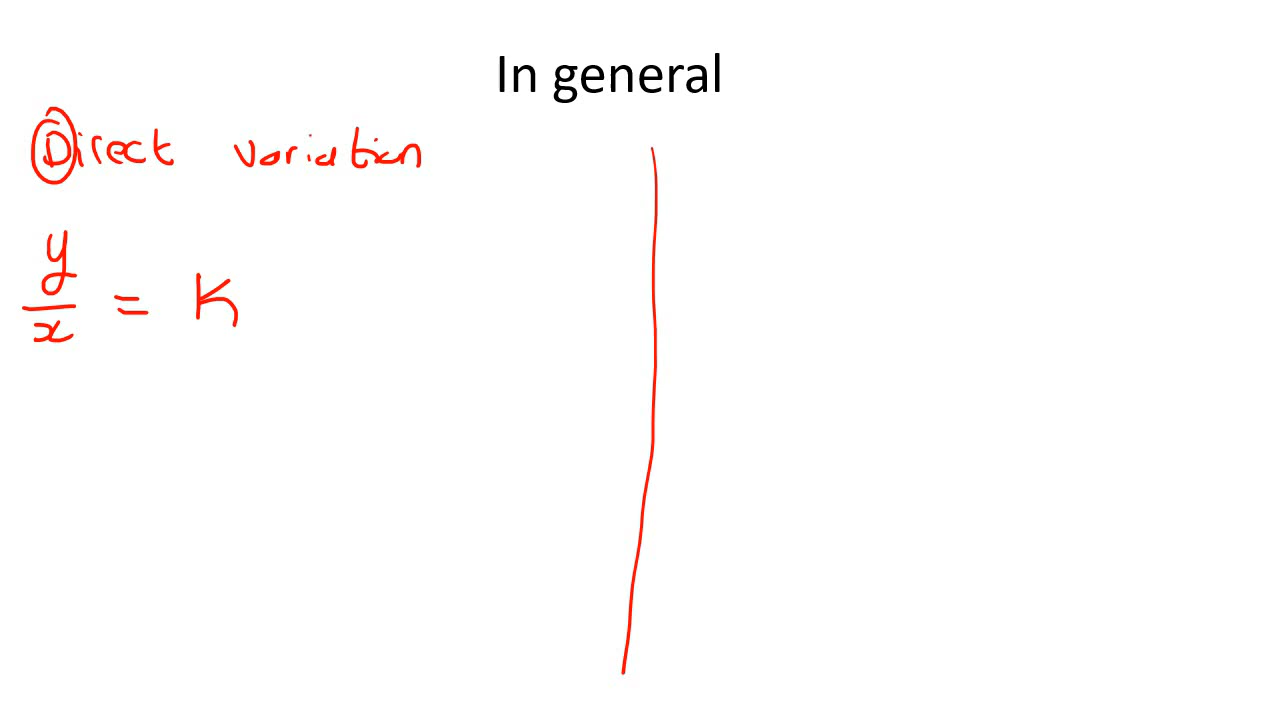 In general
Direct variation
y/x = K